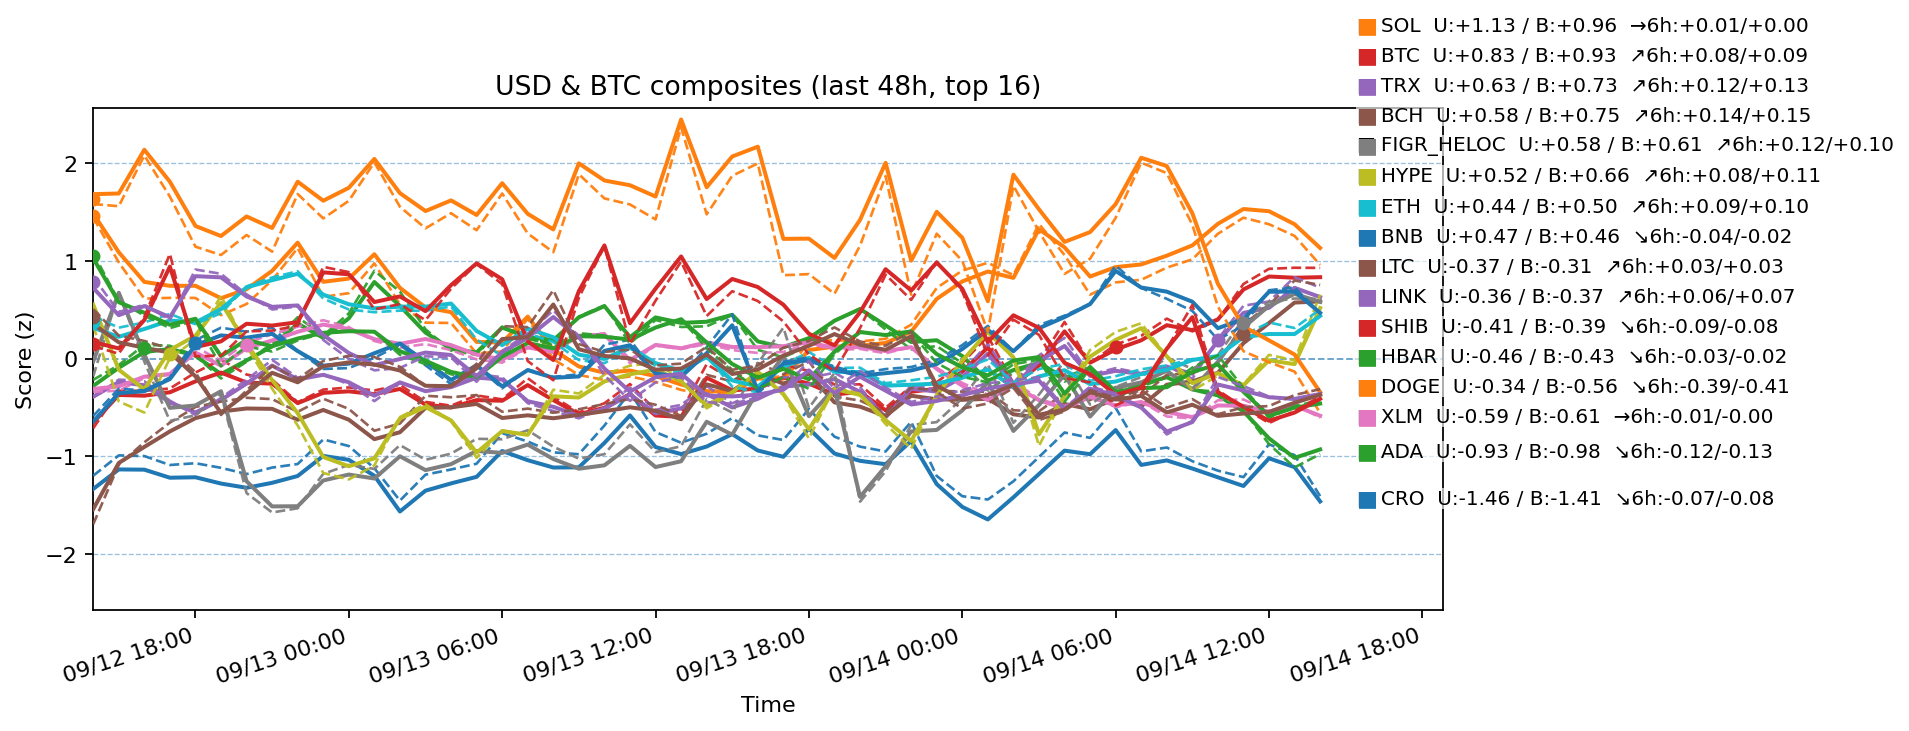 SOL  U:+1.13 / B:+0.96  →6h:+0.01/+0.00
BTC  U:+0.83 / B:+0.93  ↗6h:+0.08/+0.09
TRX  U:+0.63 / B:+0.73  ↗6h:+0.12/+0.13
BCH  U:+0.58 / B:+0.75  ↗6h:+0.14/+0.15
FIGR_HELOC  U:+0.58 / B:+0.61  ↗6h:+0.12/+0.10
HYPE  U:+0.52 / B:+0.66  ↗6h:+0.08/+0.11
ETH  U:+0.44 / B:+0.50  ↗6h:+0.09/+0.10
BNB  U:+0.47 / B:+0.46  ↘6h:-0.04/-0.02
LTC  U:-0.37 / B:-0.31  ↗6h:+0.03/+0.03
LINK  U:-0.36 / B:-0.37  ↗6h:+0.06/+0.07
SHIB  U:-0.41 / B:-0.39  ↘6h:-0.09/-0.08
HBAR  U:-0.46 / B:-0.43  ↘6h:-0.03/-0.02
DOGE  U:-0.34 / B:-0.56  ↘6h:-0.39/-0.41
XLM  U:-0.59 / B:-0.61  →6h:-0.01/-0.00
ADA  U:-0.93 / B:-0.98  ↘6h:-0.12/-0.13
CRO  U:-1.46 / B:-1.41  ↘6h:-0.07/-0.08
USD & BTC composites (last 48h, top 16)
Score (z)
2
1
0
−1
−2
09/12 18:00
09/13 00:00
09/13 06:00
09/13 12:00
09/13 18:00
09/14 00:00
09/14 06:00
09/14 12:00
09/14 18:00
Time